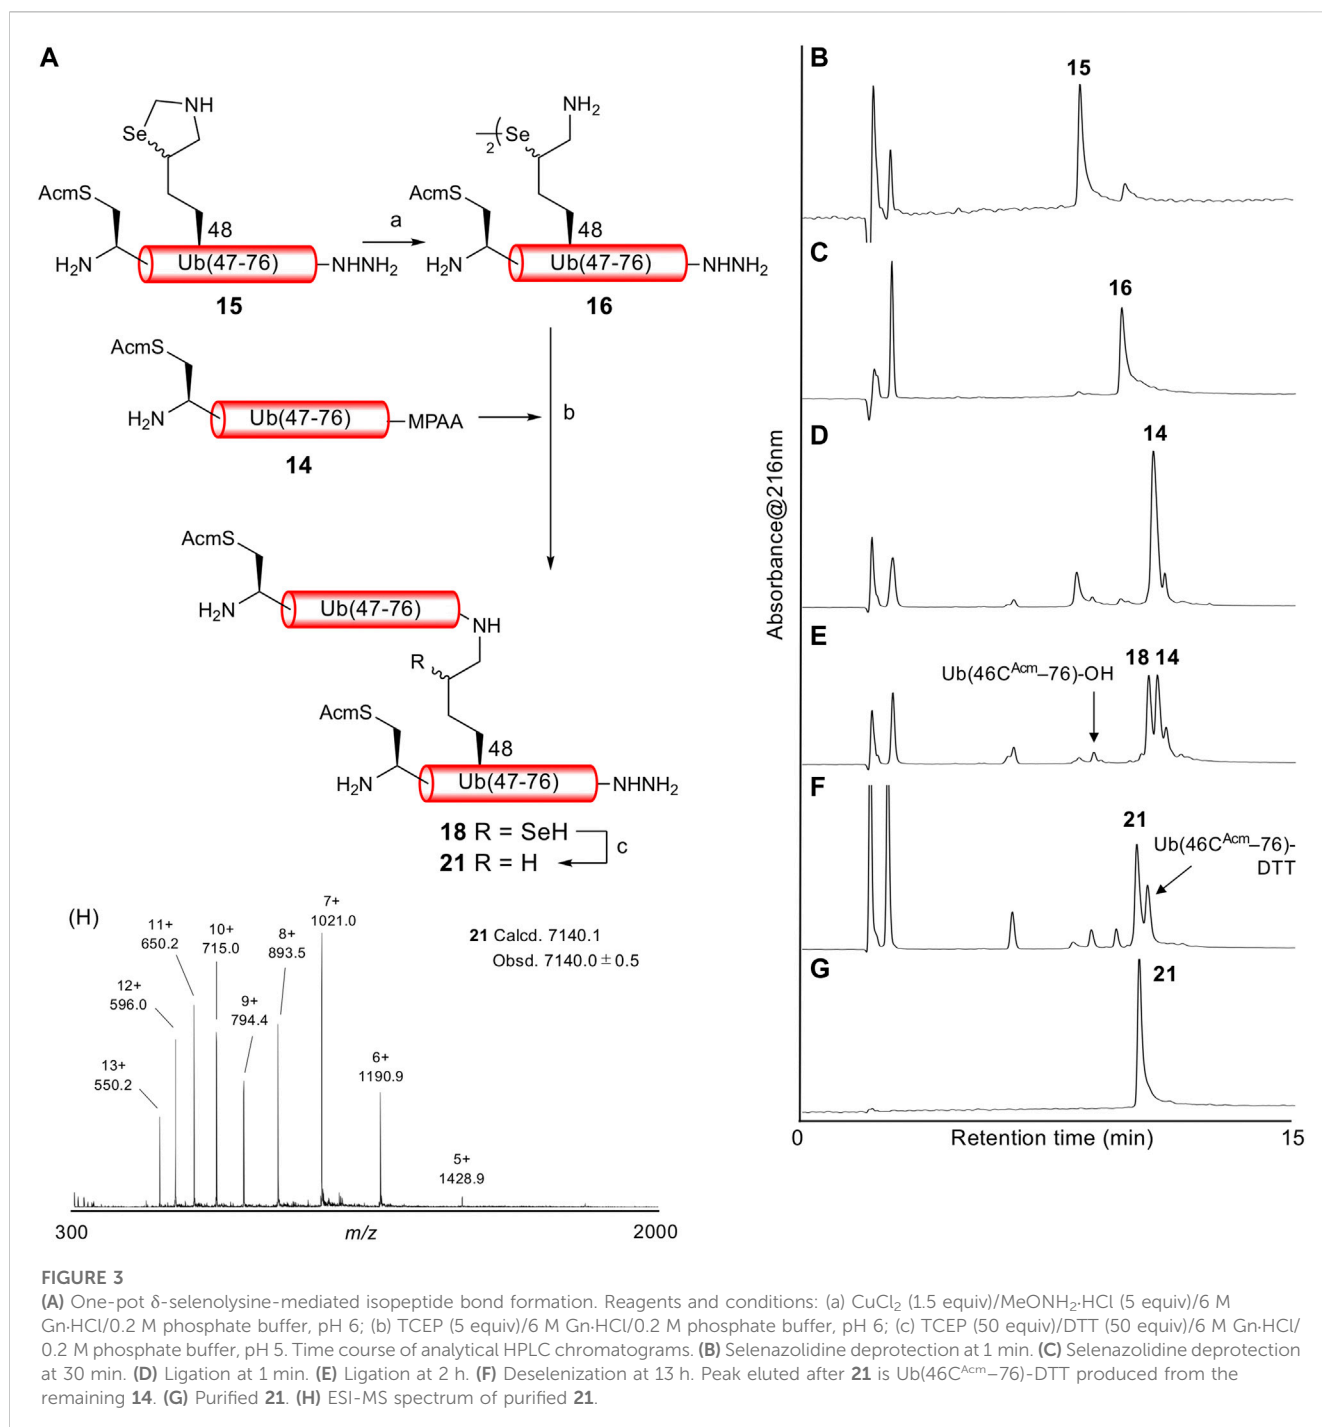 A
NH
Se
AcmS
48
H₂N
Ub(47-76)
NHNH₂
15
a
NH₂
2
Se
AcmS
48
H₂N
Ub(47-76)
NHNH₂
16
AcmS
H₂N
Ub(47-76)
MPAA
14
b
AcmS
H₂N
Ub(47-76)
NH
R
AcmS
48
H₂N
Ub(47-76)
NHNH₂
18 R = SeH
c
21 R = H
(H)
7+
1021.0
11+
650.2
10+
715.0
8+
893.5
12+
596.0
9+
794.4
13+
550.2
6+
1190.9
5+
1428.9
21 Calcd. 7140.1
Obsd. 7140.0 ± 0.5
300
m/z
2000
B
15
C
16
D
14
E
18 14
Ub(46Cᴬᶜᵐ–76)-OH
F
21
Ub(46Cᴬᶜᵐ–76)-
DTT
G
21
Absorbance@216nm
0
Retention time (min)
15
FIGURE 3
(A) One-pot δ-selenolysine-mediated isopeptide bond formation. Reagents and conditions: (a) CuCl₂ (1.5 equiv)/MeONH₂·HCl (5 equiv)/6 M
Gn·HCl/0.2 M phosphate buffer, pH 6; (b) TCEP (5 equiv)/6 M Gn·HCl/0.2 M phosphate buffer, pH 6; (c) TCEP (50 equiv)/DTT (50 equiv)/6 M Gn·HCl/
0.2 M phosphate buffer, pH 5. Time course of analytical HPLC chromatograms. (B) Selenazolidine deprotection at 1 min. (C) Selenazolidine deprotection
at 30 min. (D) Ligation at 1 min. (E) Ligation at 2 h. (F) Deselenization at 13 h. Peak eluted after 21 is Ub(46Cᴬᶜᵐ–76)-DTT produced from the
remaining 14. (G) Purified 21. (H) ESI-MS spectrum of purified 21.